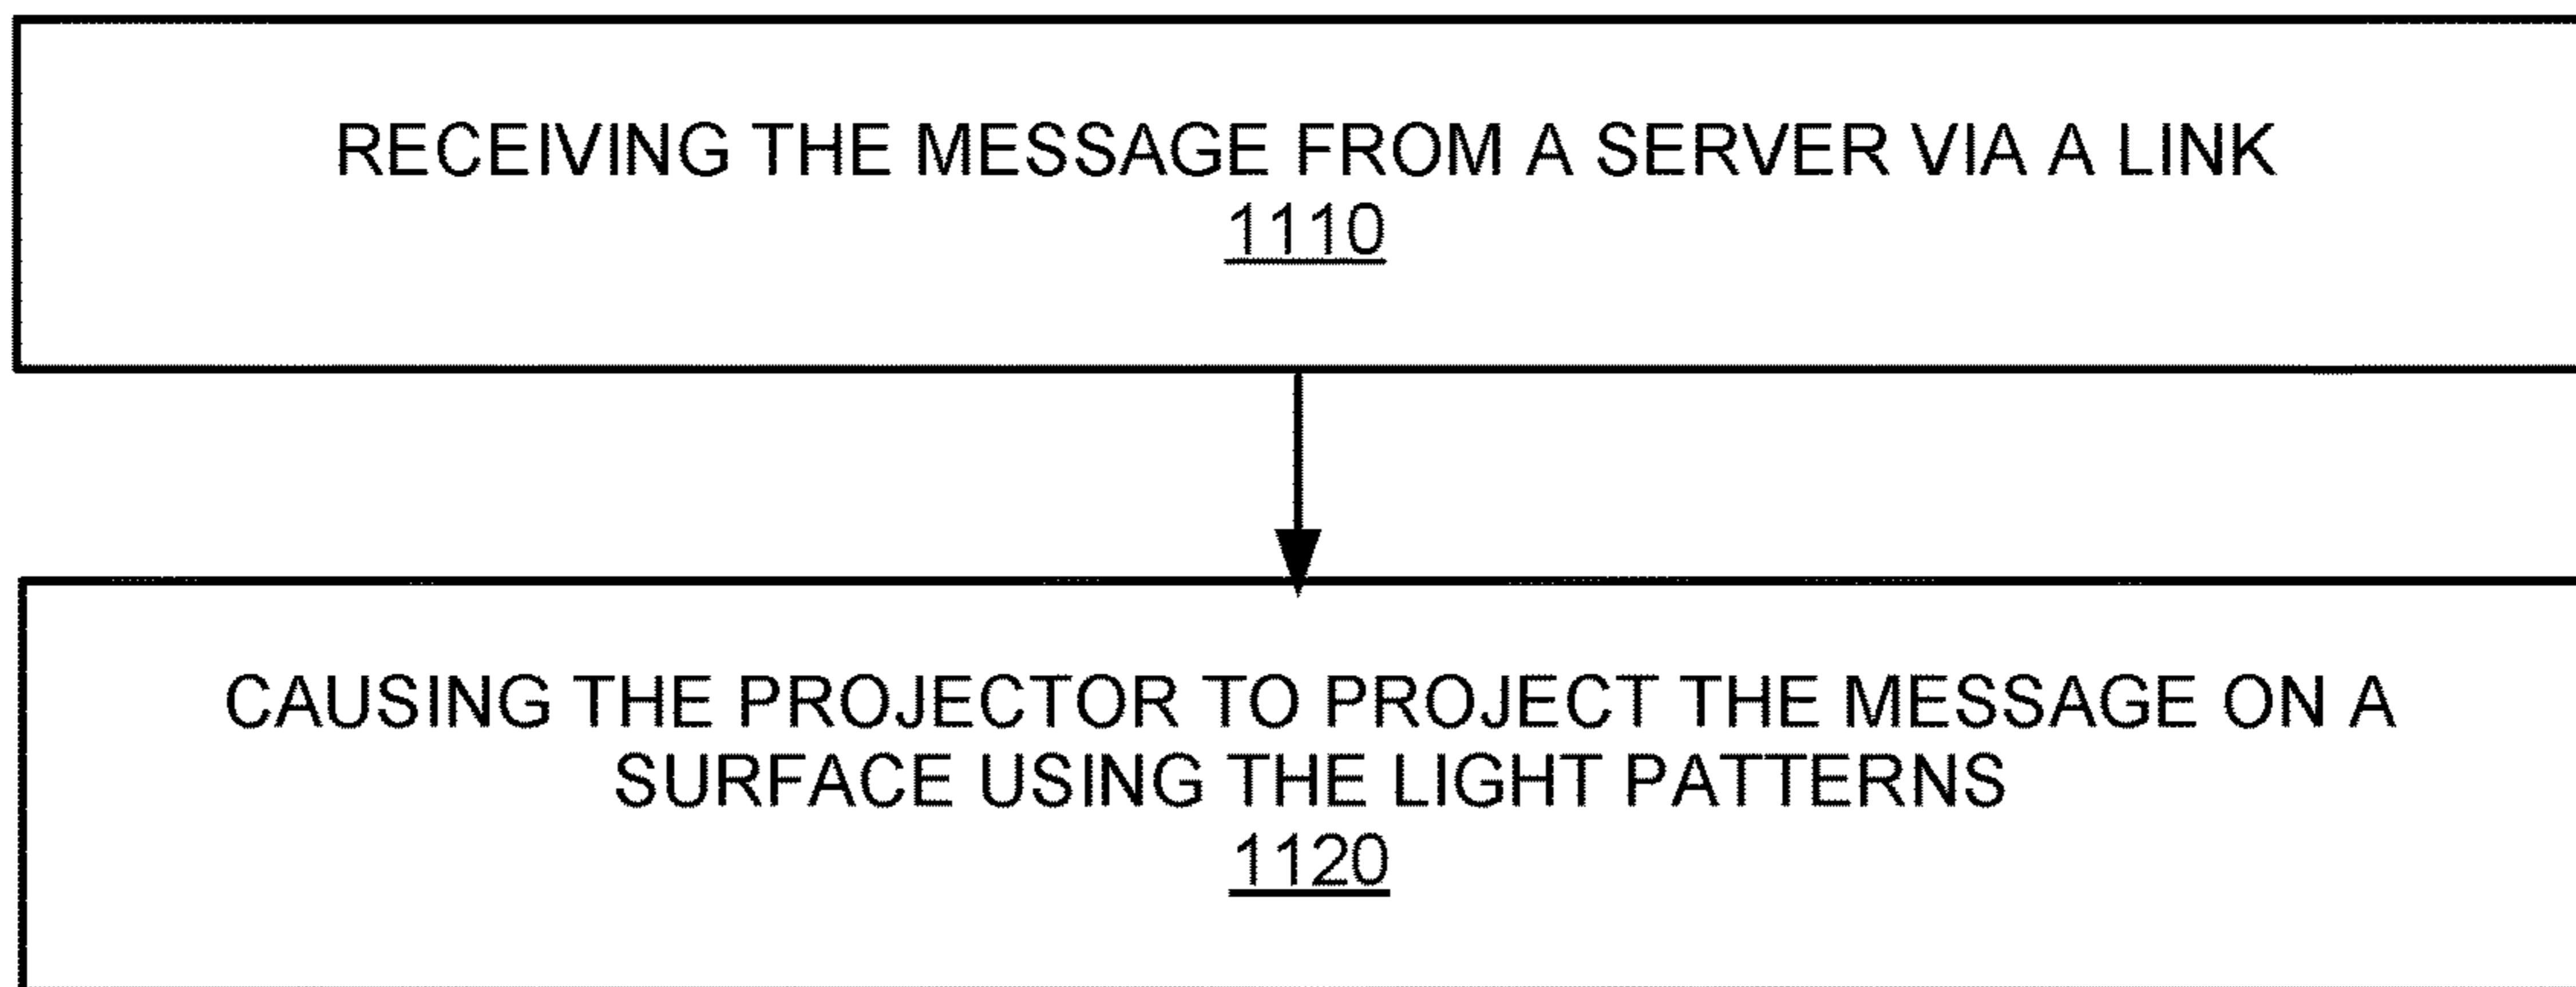 RECEIVING THE MESSAGE FROM A SERVER VIA A LINK
1110
CAUSING THE PROJECTOR TO PROJECT THE MESSAGE ON A
SURFACE USING THE LIGHT PATTERNS
1120